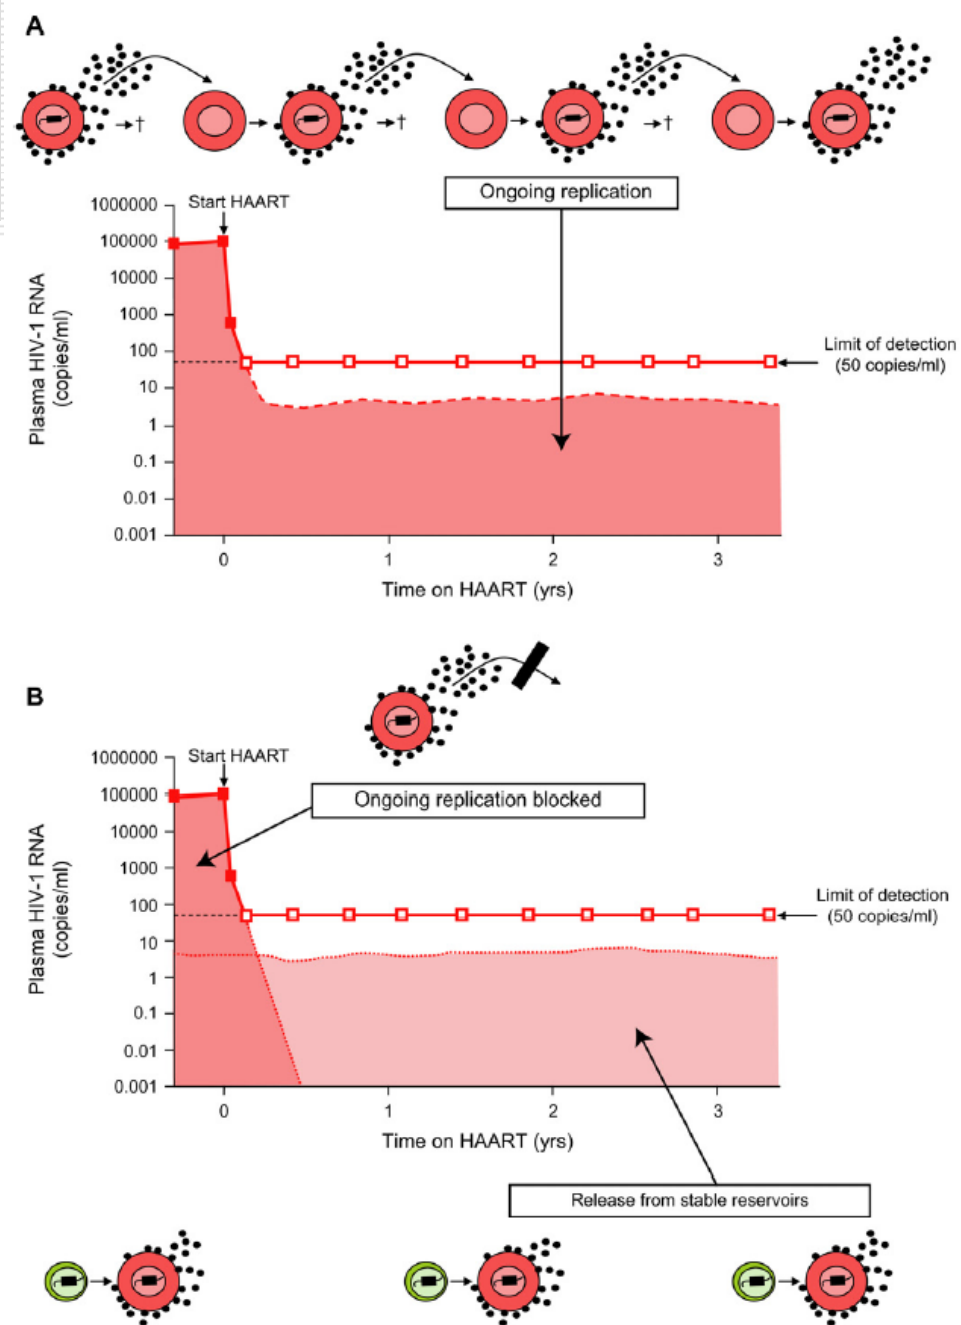 A
→†
→†
→†
Ongoing replication
Start HAART
1000000
100000
10000
1000
100
10
1
0.1
0.01
0.001
Plasma HIV-1 RNA
(copies/ml)
Limit of detection
(50 copies/ml)
0 1 2 3
Time on HAART (yrs)
B
Start HAART
Ongoing replication blocked
1000000
100000
10000
1000
100
10
1
0.1
0.01
0.001
Plasma HIV-1 RNA
(copies/ml)
Limit of detection
(50 copies/ml)
0 1 2 3
Time on HAART (yrs)
Release from stable reservoirs